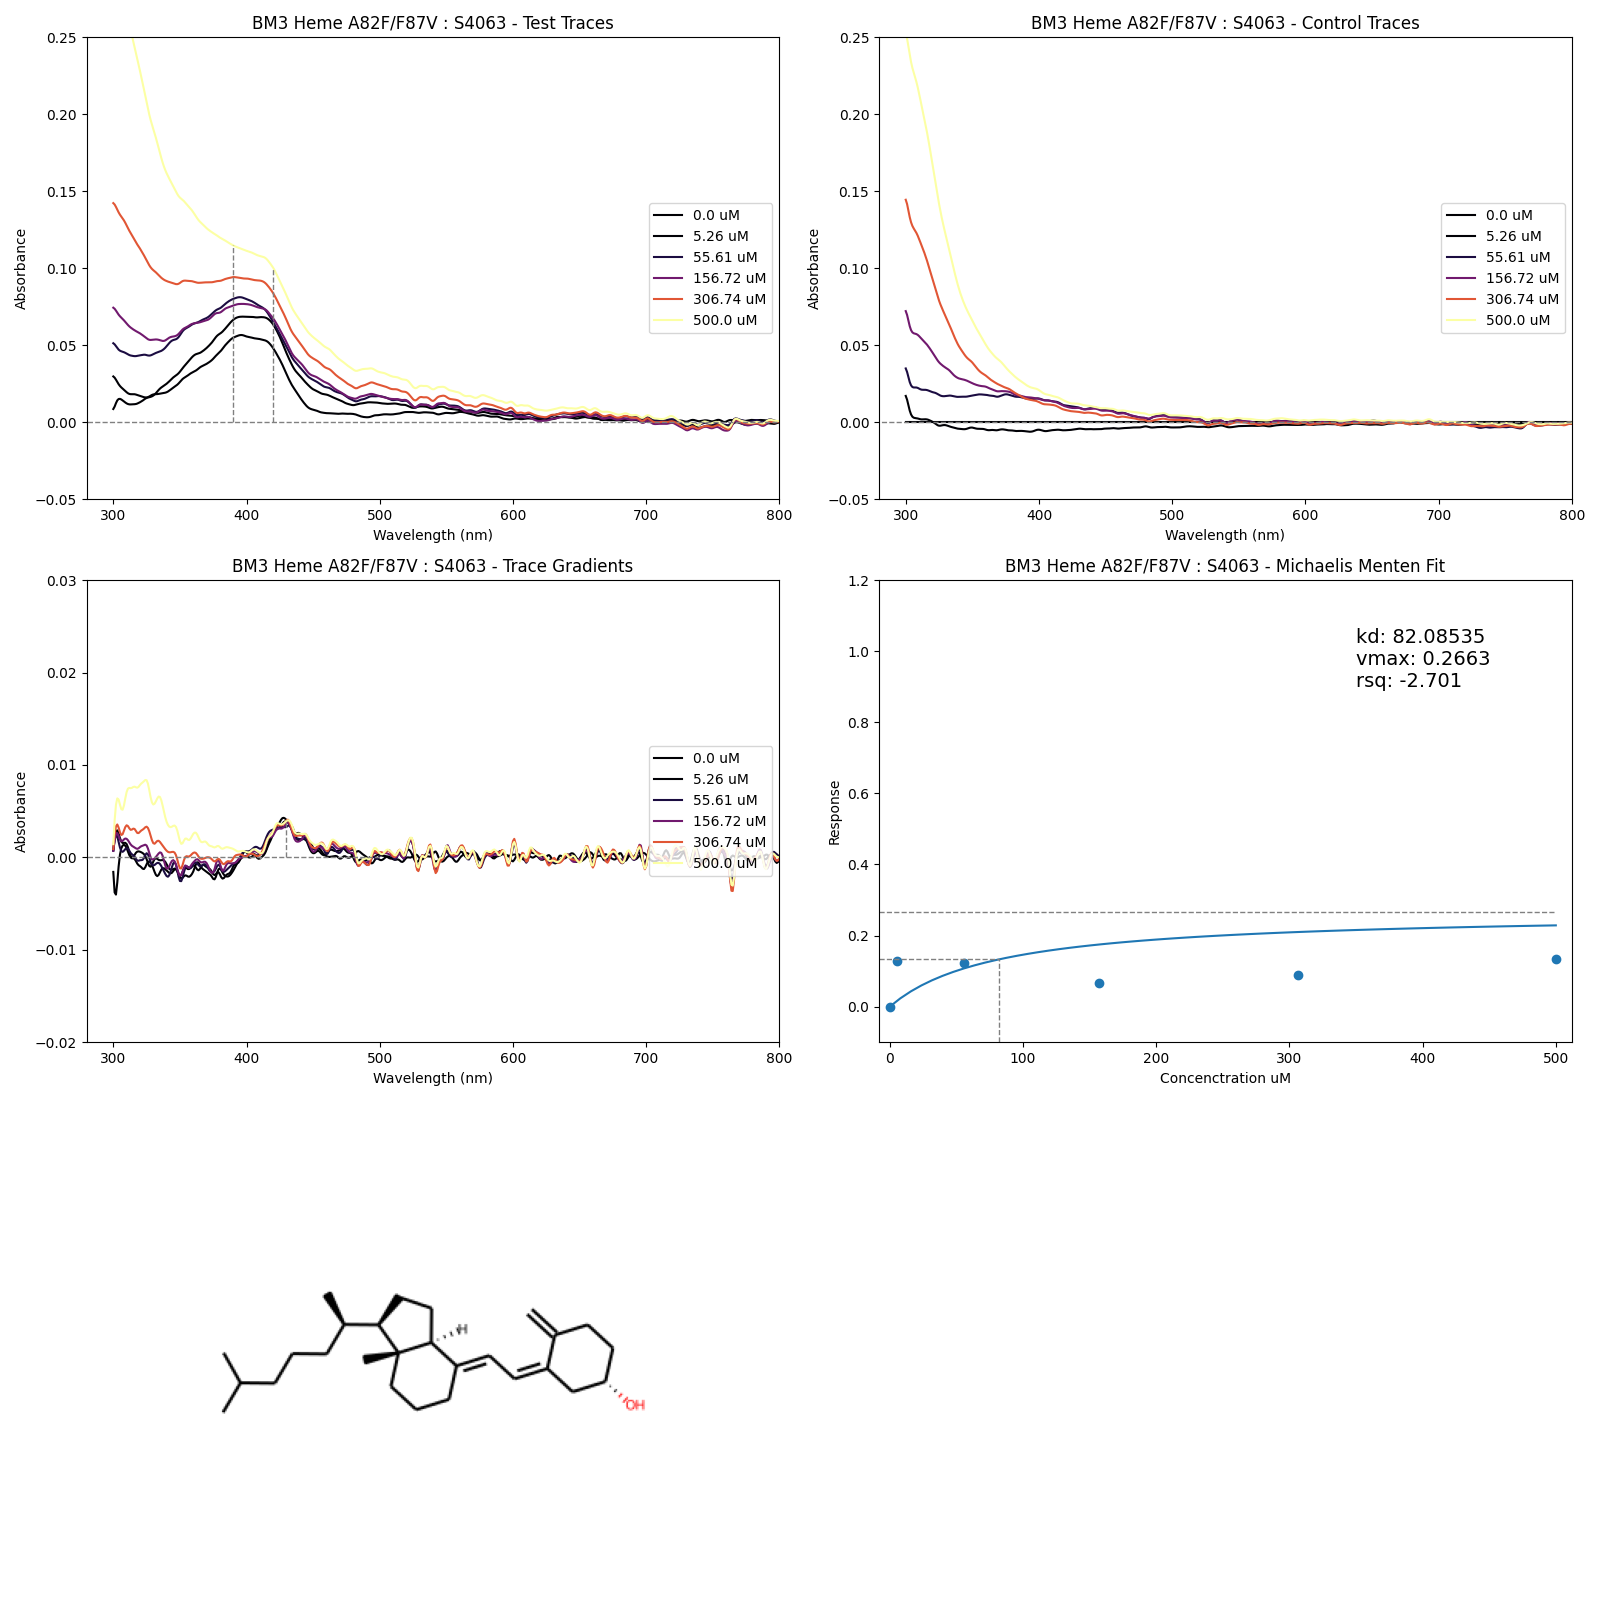 BM3 Heme A82F/F87V : S4063 - Test Traces
0.25
0.20
0.15
0.10
0.05
0.00
−0.05
Absorbance
300 400 500 600 700 800
Wavelength (nm)
0.0 uM
5.26 uM
55.61 uM
156.72 uM
306.74 uM
500.0 uM
BM3 Heme A82F/F87V : S4063 - Control Traces
0.25
0.20
0.15
0.10
0.05
0.00
−0.05
Absorbance
300 400 500 600 700 800
Wavelength (nm)
0.0 uM
5.26 uM
55.61 uM
156.72 uM
306.74 uM
500.0 uM
BM3 Heme A82F/F87V : S4063 - Trace Gradients
0.03
0.02
0.01
0.00
−0.01
−0.02
Absorbance
300 400 500 600 700 800
Wavelength (nm)
0.0 uM
5.26 uM
55.61 uM
156.72 uM
306.74 uM
500.0 uM
BM3 Heme A82F/F87V : S4063 - Michaelis Menten Fit
1.2
1.0
0.8
0.6
0.4
0.2
0.0
Response
0 100 200 300 400 500
Concenctration uM
kd: 82.08535
vmax: 0.2663
rsq: -2.701
H
OH